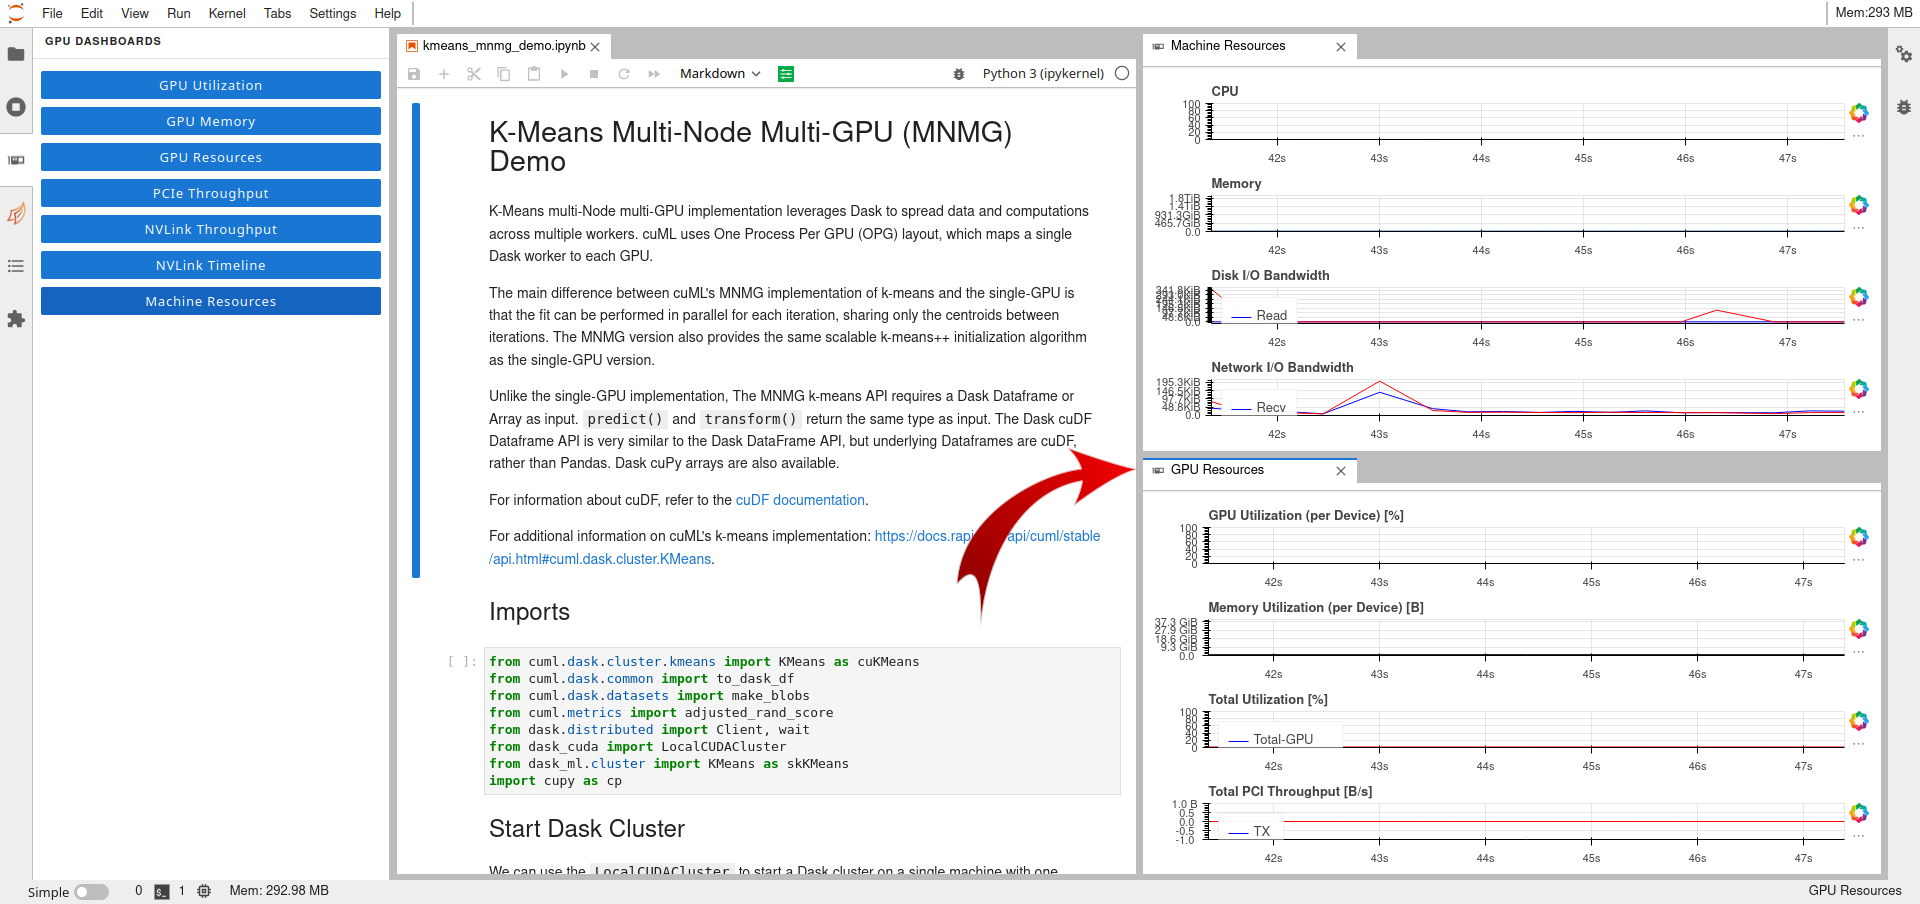 File Edit View Run Kernel Tabs Settings Help
Mem:293 MB
GPU DASHBOARDS
GPU Utilization
GPU Memory
GPU Resources
PCIe Throughput
NVLink Throughput
NVLink Timeline
Machine Resources
kmeans_mnmg_demo.ipynb
Markdown
Python 3 (ipykernel)
K-Means Multi-Node Multi-GPU (MNMG)
Demo
K-Means multi-Node multi-GPU implementation leverages Dask to spread data and computations
across multiple workers. cuML uses One Process Per GPU (OPG) layout, which maps a single
Dask worker to each GPU.
The main difference between cuML's MNMG implementation of k-means and the single-GPU is
that the fit can be performed in parallel for each iteration, sharing only the centroids between
iterations. The MNMG version also provides the same scalable k-means++ initialization algorithm
as the single-GPU version.
Unlike the single-GPU implementation, The MNMG k-means API requires a Dask Dataframe or
Array as input. predict() and transform() return the same type as input. The Dask cuDF
Dataframe API is very similar to the Dask DataFrame API, but underlying Dataframes are cuDF,
rather than Pandas. Dask cuPy arrays are also available.
For information about cuDF, refer to the cuDF documentation.
For additional information on cuML's k-means implementation: https://docs.rapi api/cuml/stable
/api.html#cuml.dask.cluster.KMeans.
Imports
[ ]:
from cuml.dask.cluster.kmeans import KMeans as cuKMeans
from cuml.dask.common import to_dask_df
from cuml.dask.datasets import make_blobs
from cuml.metrics import adjusted_rand_score
from dask.distributed import Client, wait
from dask_cuda import LocalCUDACluster
from dask_ml.cluster import KMeans as skKMeans
import cupy as cp
Start Dask Cluster
We can use the LocalCUDACluster to start a Dask cluster on a single machine with one
Machine Resources
CPU
100
80
60
40
20
0
42s 43s 44s 45s 46s 47s
Memory
1.8TiB
1.4TiB
931.3GiB
465.7GiB
0.0
42s 43s 44s 45s 46s 47s
Disk I/O Bandwidth
341.8KiB
48.8KiB
0.0
Read
42s 43s 44s 45s 46s 47s
Network I/O Bandwidth
195.3KiB
146.5KiB
97.7KiB
48.8KiB
0.0
Recv
42s 43s 44s 45s 46s 47s
GPU Resources
GPU Utilization (per Device) [%]
100
80
60
40
20
0
42s 43s 44s 45s 46s 47s
Memory Utilization (per Device) [B]
37.3 GiB
27.9 GiB
18.6 GiB
9.3 GiB
0.0
42s 43s 44s 45s 46s 47s
Total Utilization [%]
100
80
60
40
20
0
Total-GPU
42s 43s 44s 45s 46s 47s
Total PCI Throughput [B/s]
1.0 B
0.5
0.0
-0.5
-1.0
TX
42s 43s 44s 45s 46s 47s
Simple 0 1 Mem: 292.98 MB
GPU Resources